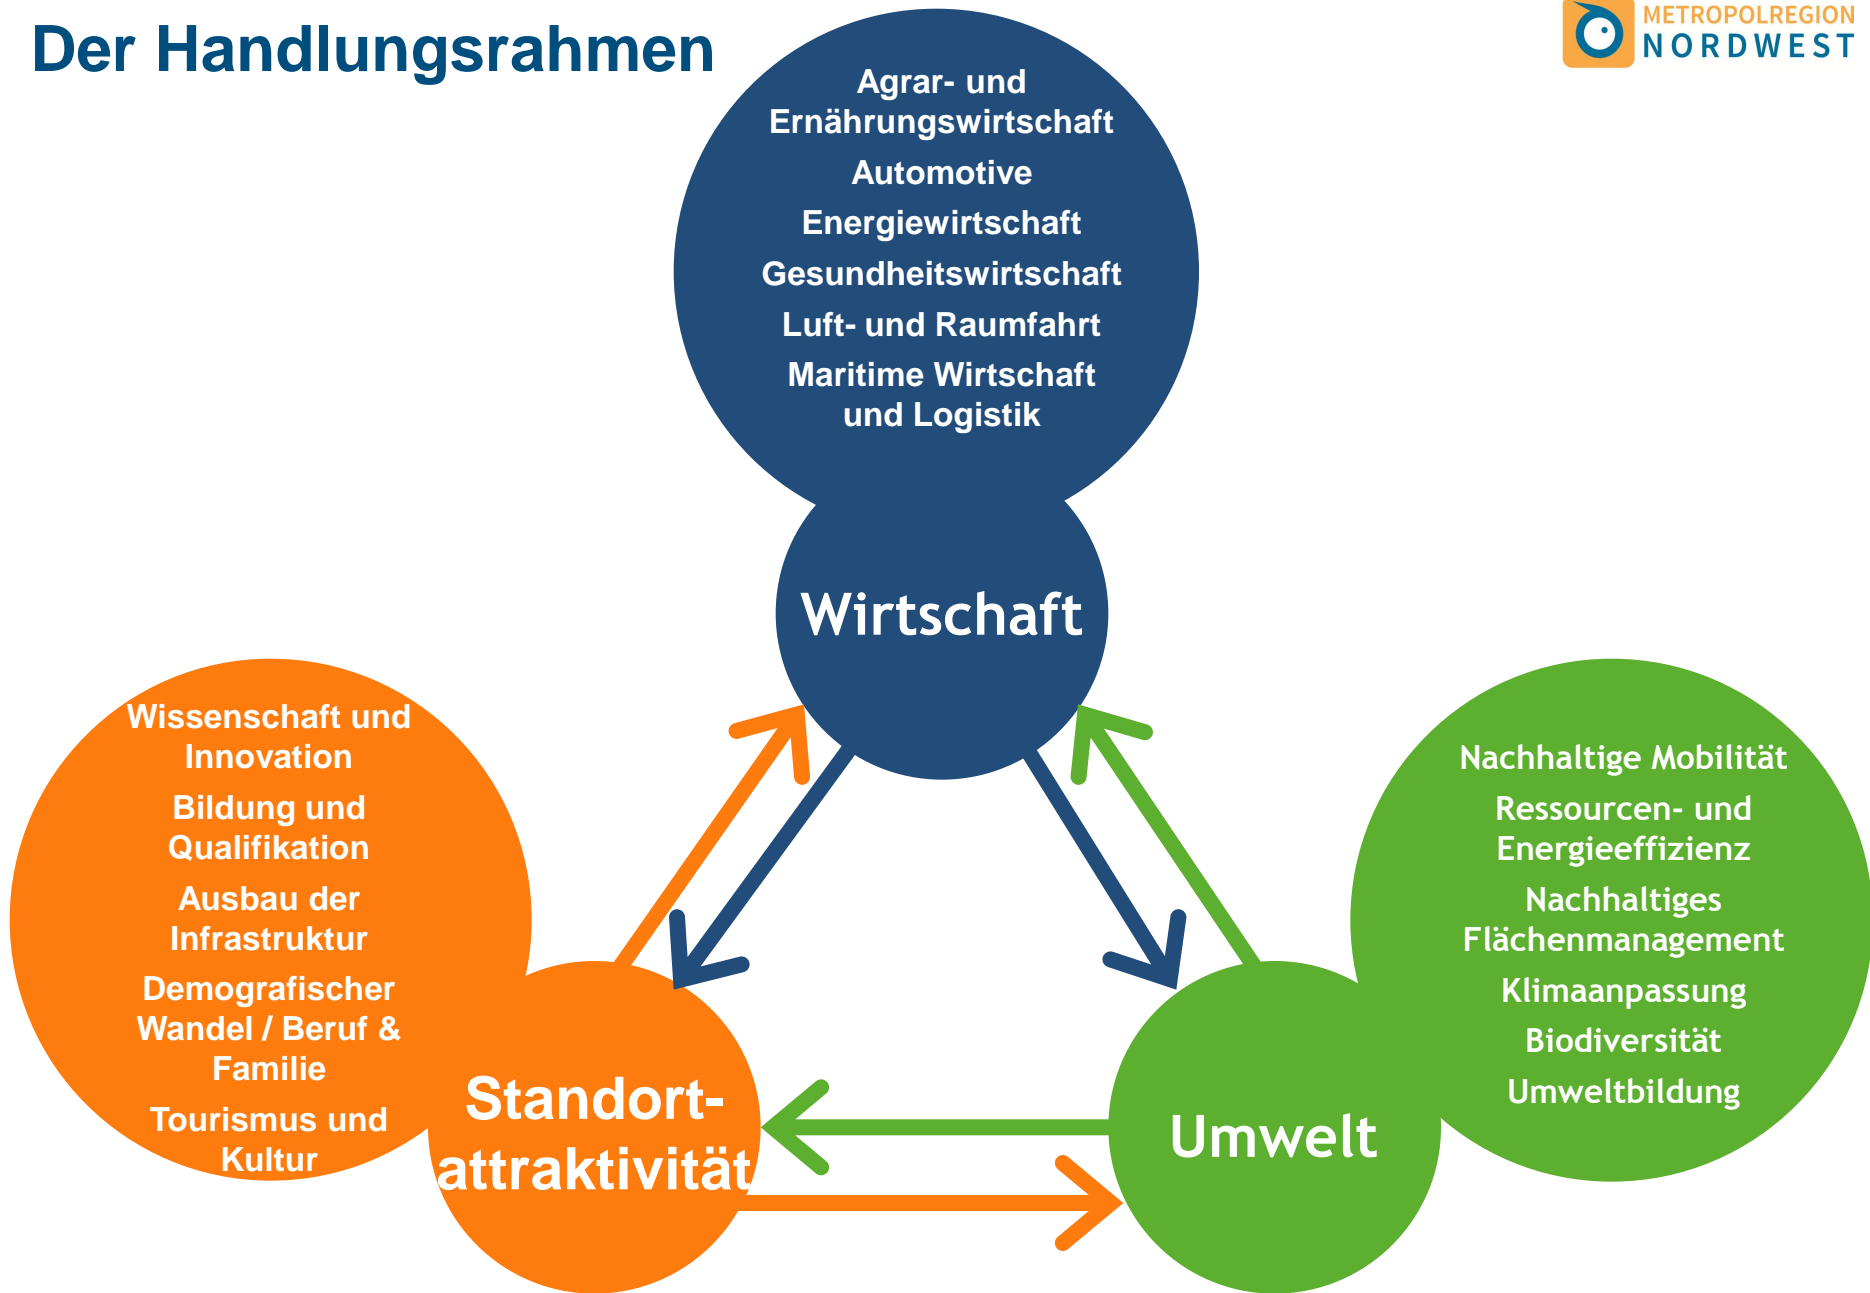 Der Handlungsrahmen
METROPOLREGION
NORDWEST
Agrar- und
Ernährungswirtschaft
Automotive
Energiewirtschaft
Gesundheitswirtschaft
Luft- und Raumfahrt
Maritime Wirtschaft
und Logistik
Wirtschaft
Wissenschaft und
Innovation
Bildung und
Qualifikation
Ausbau der
Infrastruktur
Demografischer
Wandel / Beruf &
Familie
Tourismus und
Kultur
Standort-
attraktivität
Nachhaltige Mobilität
Ressourcen- und
Energieeffizienz
Nachhaltiges
Flächenmanagement
Klimaanpassung
Biodiversität
Umweltbildung
Umwelt